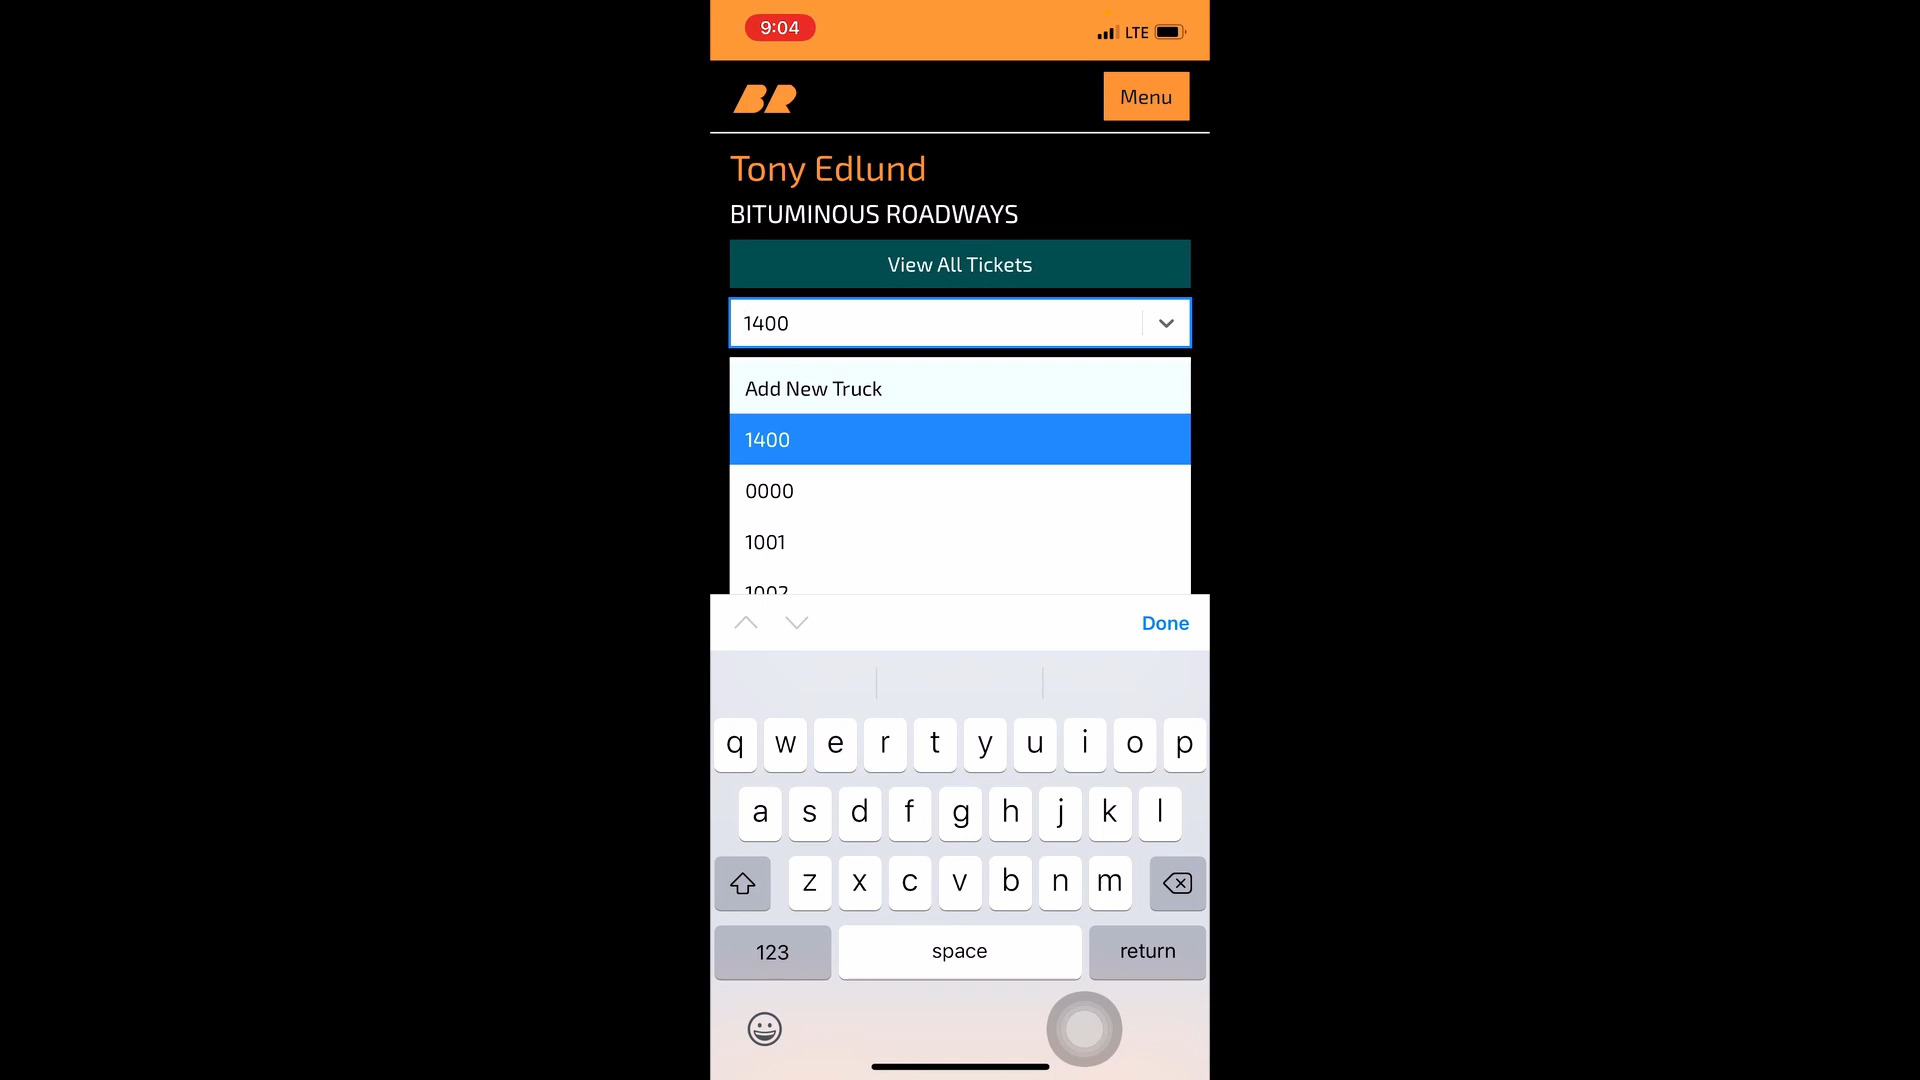 9:04
LTE
BR
Menu
Tony Edlund
BITUMINOUS ROADWAYS
View All Tickets
1400
Add New Truck
1400
0000
1001
1002
Done
q w e r t y u i o p
a s d f g h j k l
z x c v b n m
123 space return